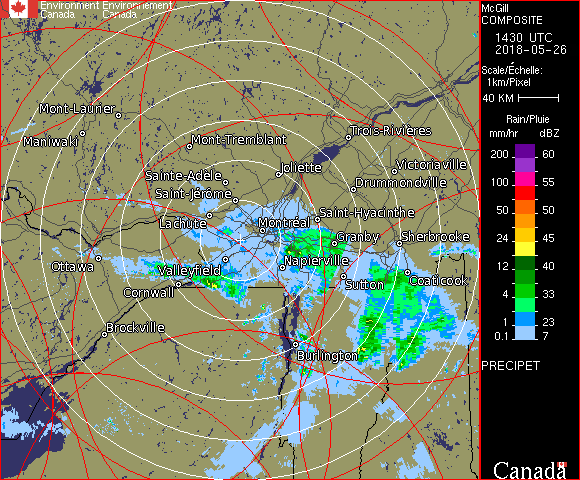 Environment Environnement
Canada Canada
McGill
COMPOSITE
1430 UTC
2018-05-26
Scale/Échelle:
1km/Pixel
40 KM
Rain/Pluie
mm/hr dBZ
200 60
100 55
50 50
24 45
12 40
4 33
1 23
0.1 7
PRECIPET
Canada
Mont-Laurier
Maniwaki
Mont-Tremblant
Trois-Rivières
Joliette
Victoriaville
Sainte-Adèle
Drummondville
Saint-Jérôme
Saint-Hyacinthe
Lachute
Montréal
Granby
Sherbrooke
Ottawa
Valleyfield
Napierville
Sutton
Coaticook
Cornwall
Brockville
Burlington